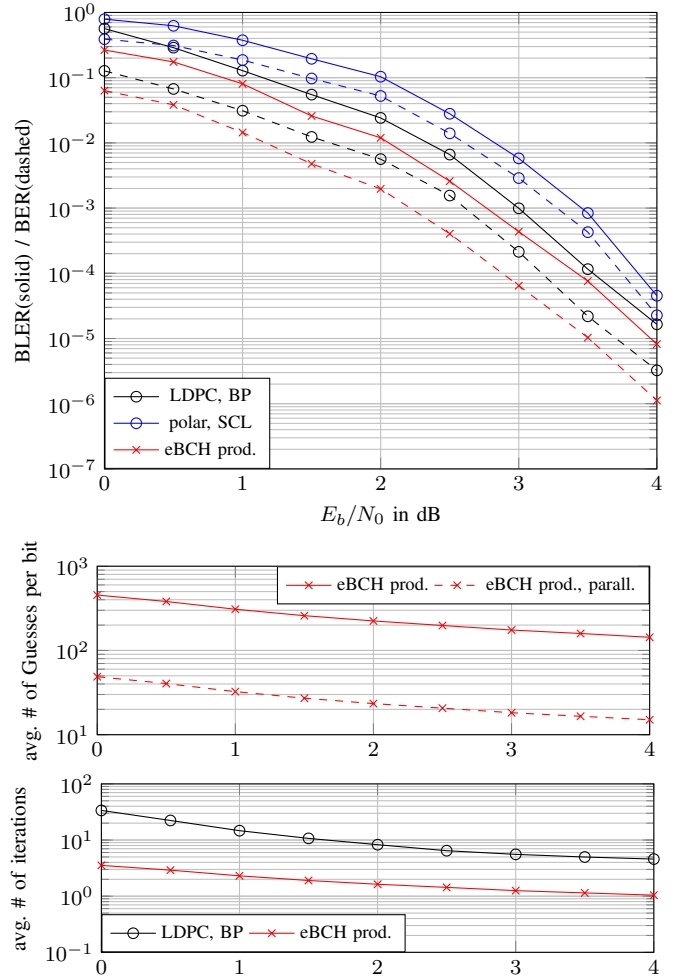 10^0
10^−1
10^−2
10^−3
10^−4
10^−5
10^−6
10^−7
BLER(solid) / BER(dashed)
LDPC, BP
polar, SCL
eBCH prod.
0 1 2 3 4
E_b/N_0 in dB
avg. # of Guesses per bit
10^3
10^2
10^1
eBCH prod. eBCH prod., parall.
0 1 2 3 4
avg. # of iterations
10^2
10^1
10^0
10^−1
LDPC, BP eBCH prod.
0 1 2 3 4